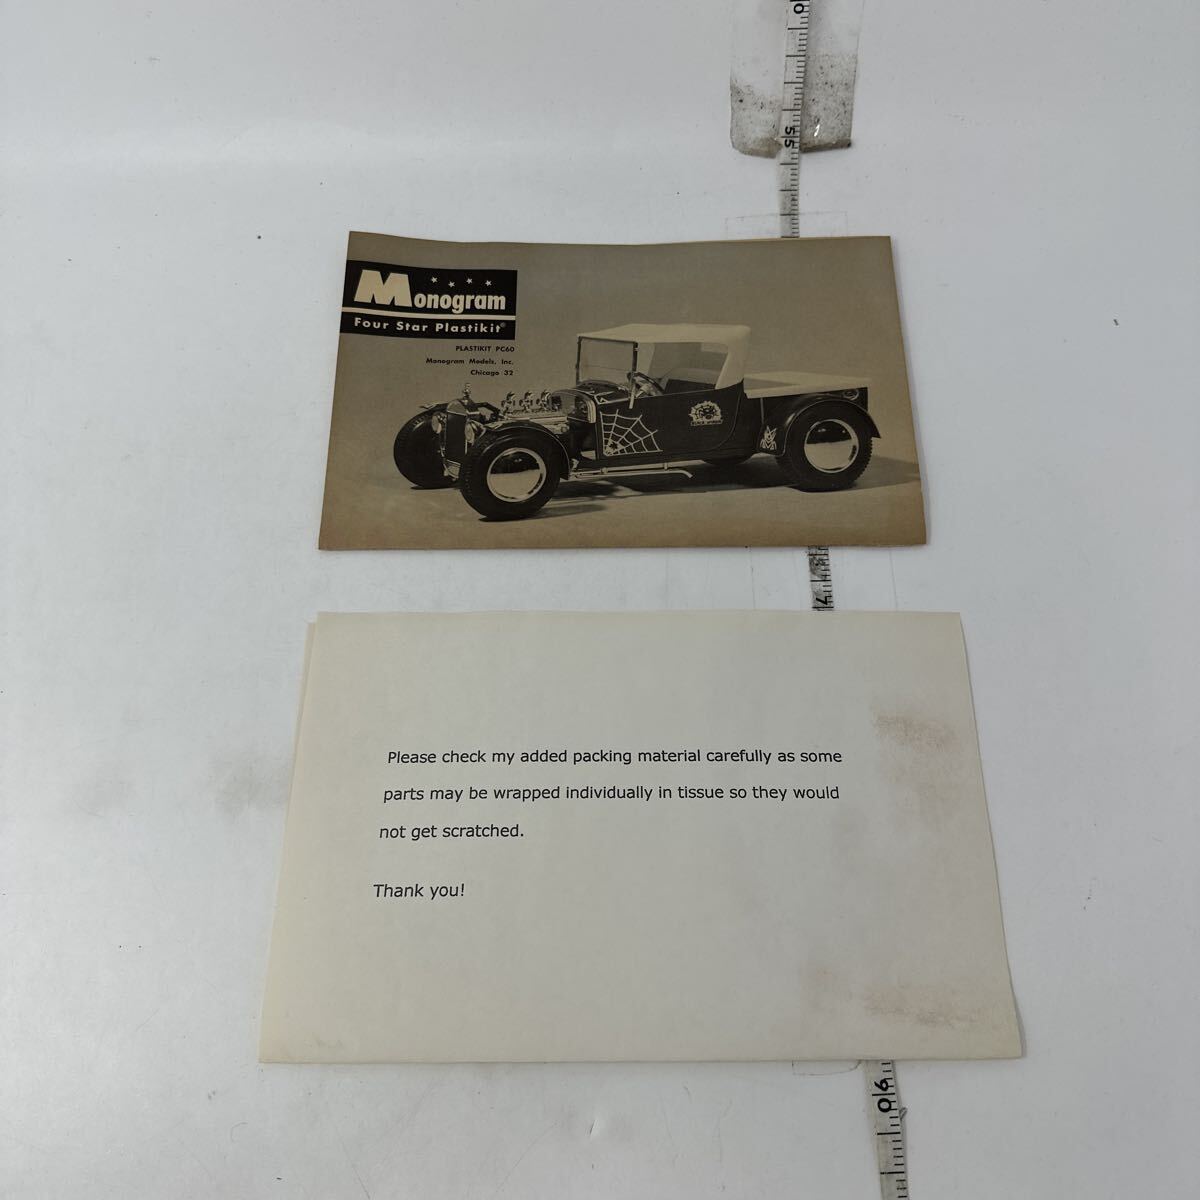 Monogram
Four Star Plastikit®
PLASTIKIT PC60
Monogram Models, Inc.
Chicago 32
Please check my added packing material carefully as some
parts may be wrapped individually in tissue so they would
not get scratched.
Thank you!
55